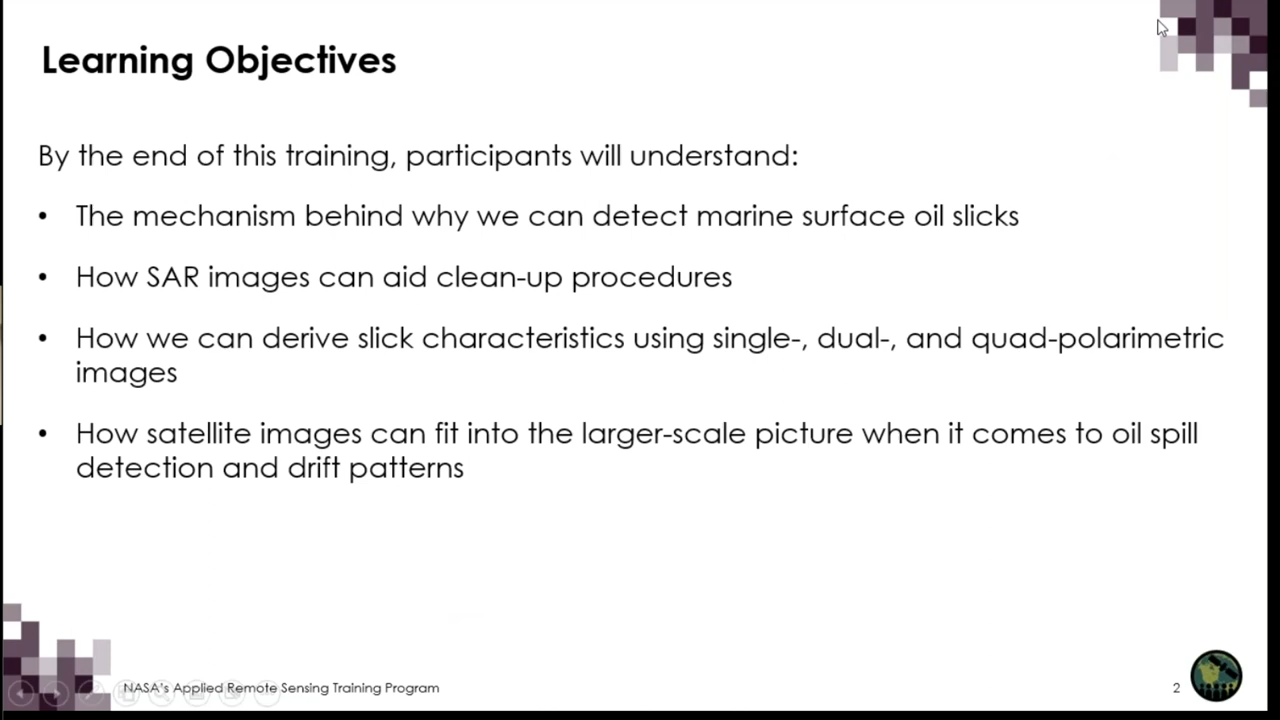 Learning Objectives
By the end of this training, participants will understand:
• The mechanism behind why we can detect marine surface oil slicks
• How SAR images can aid clean-up procedures
• How we can derive slick characteristics using single-, dual-, and quad-polarimetric
images
• How satellite images can fit into the larger-scale picture when it comes to oil spill
detection and drift patterns
NASA's Applied Remote Sensing Training Program
2